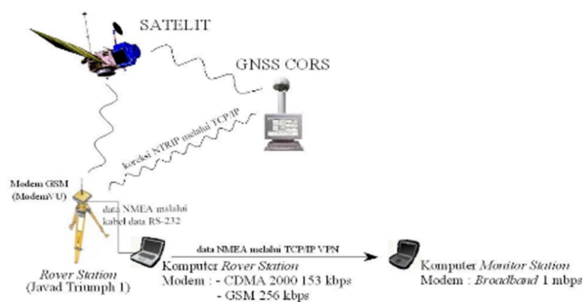 SATELIT
GNSS CORS
koreksi NTRIP melalui TCP/IP
Modem GSM
(ModemVU)
data NMEA melalui
kabel data RS-232
data NMEA melalui TCP/IP VPN
Rover Station
(Javad Triumph 1)
Komputer Rover Station
Modem : - CDMA 2000 153 kbps
- GSM 256 kbps
Komputer Monitor Station
Modem : Broadband 1 mbps